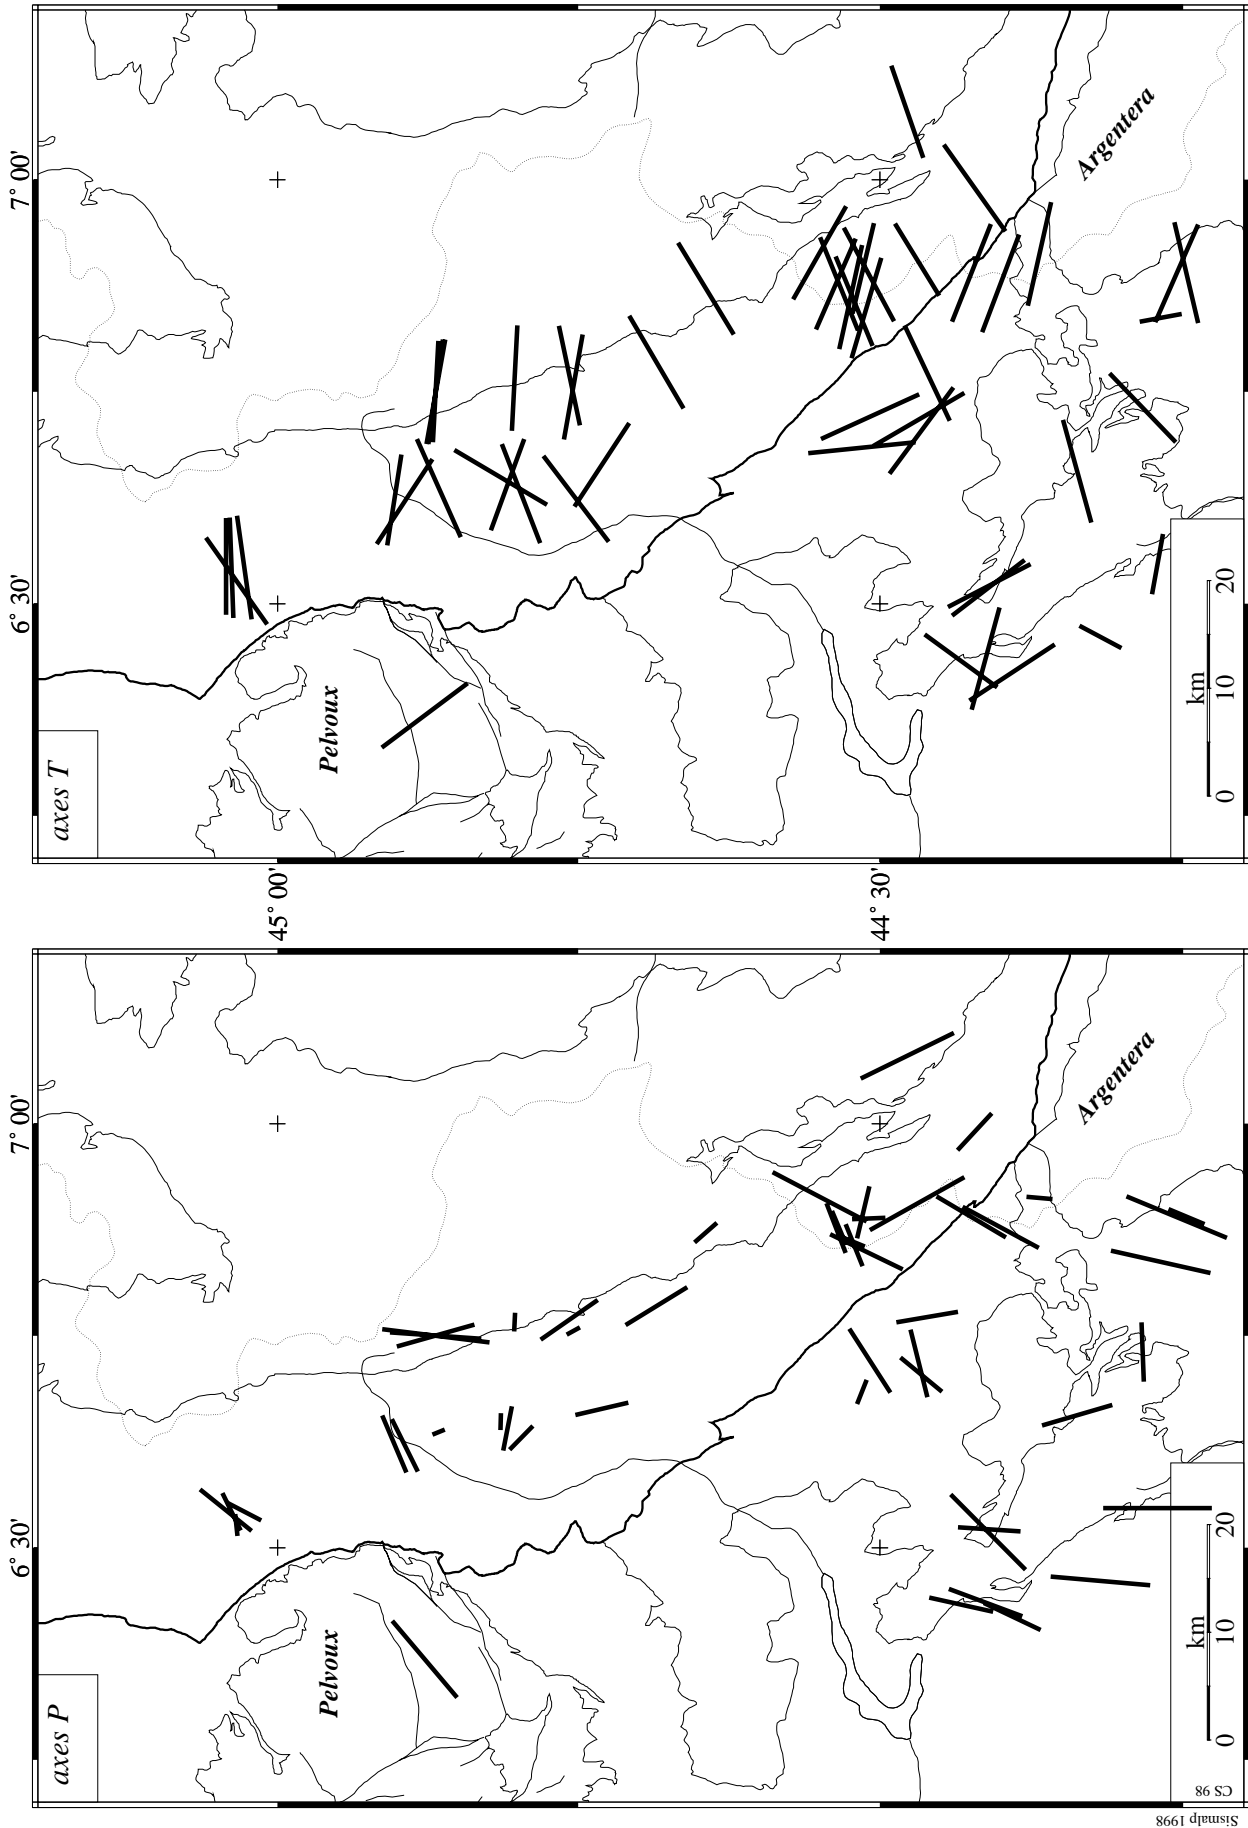 axes P
6° 30'
7° 00'
Pelvoux
Argentera
km
0 10 20
CS 98
Sismalp 1998
45° 00'
44° 30'
axes T
6° 30'
7° 00'
Pelvoux
Argentera
km
0 10 20